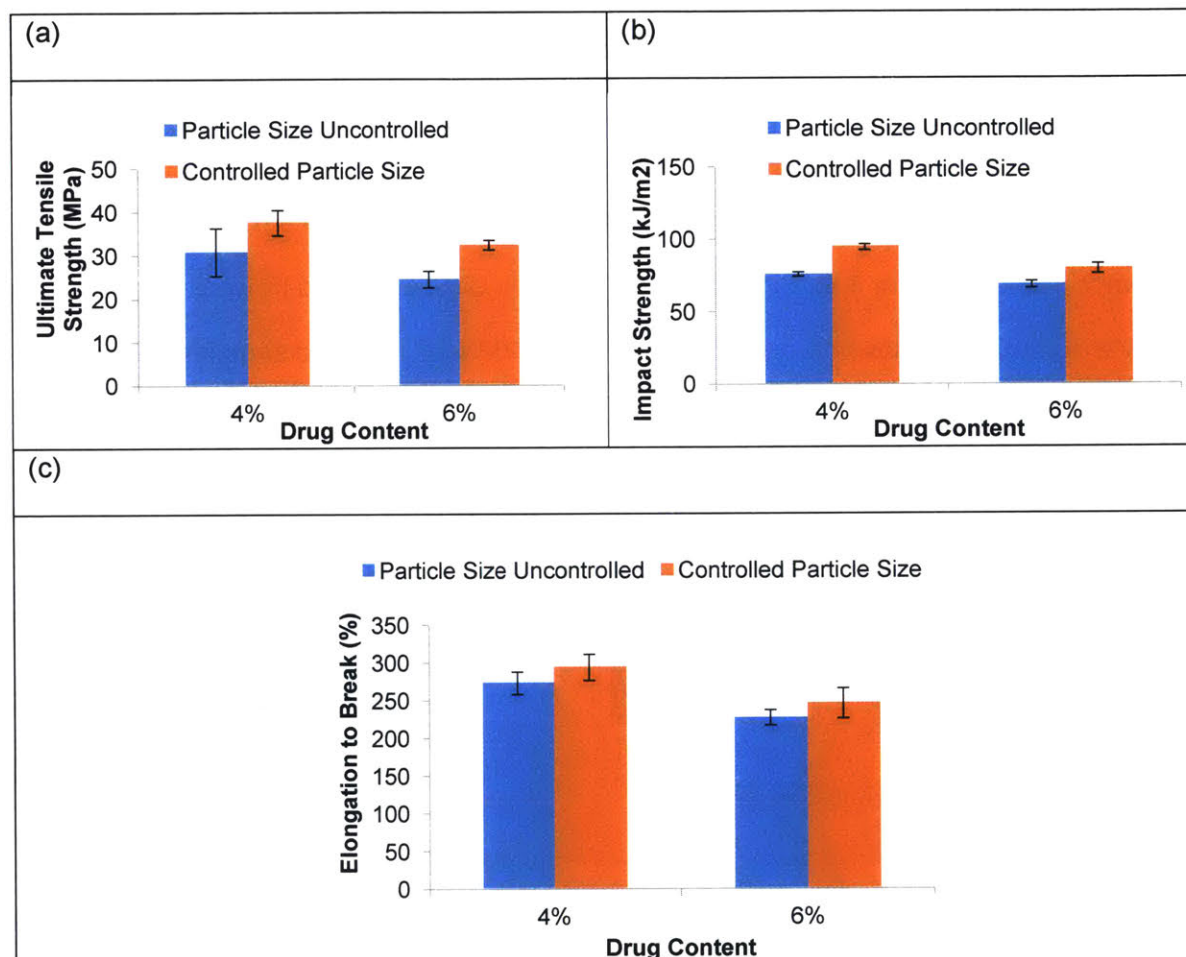 (a)
Particle Size Uncontrolled
Controlled Particle Size
Ultimate Tensile
Strength (MPa)
50
40
30
20
10
0
4%
6%
Drug Content
(b)
Particle Size Uncontrolled
Controlled Particle Size
Impact Strength (kJ/m2)
150
100
50
0
4%
6%
Drug Content
(c)
Particle Size Uncontrolled Controlled Particle Size
Elongation to Break (%)
350
300
250
200
150
100
50
0
4%
6%
Drug Content